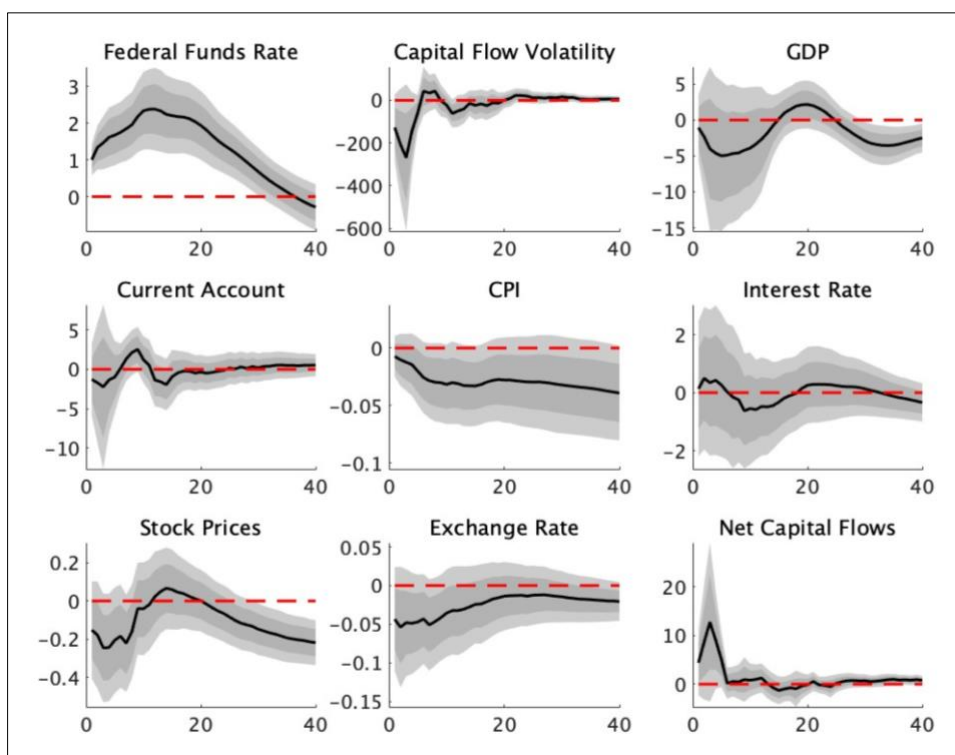 Federal Funds Rate
3
2
1
0
0 20 40
Capital Flow Volatility
0
-200
-400
-600
0 20 40
GDP
5
0
-5
-10
-15
0 20 40
Current Account
5
0
-5
-10
0 20 40
CPI
0
-0.05
-0.1
0 20 40
Interest Rate
2
0
-2
0 20 40
Stock Prices
0.2
0
-0.2
-0.4
0 20 40
Exchange Rate
0.05
0
-0.05
-0.1
-0.15
0 20 40
Net Capital Flows
20
10
0
0 20 40